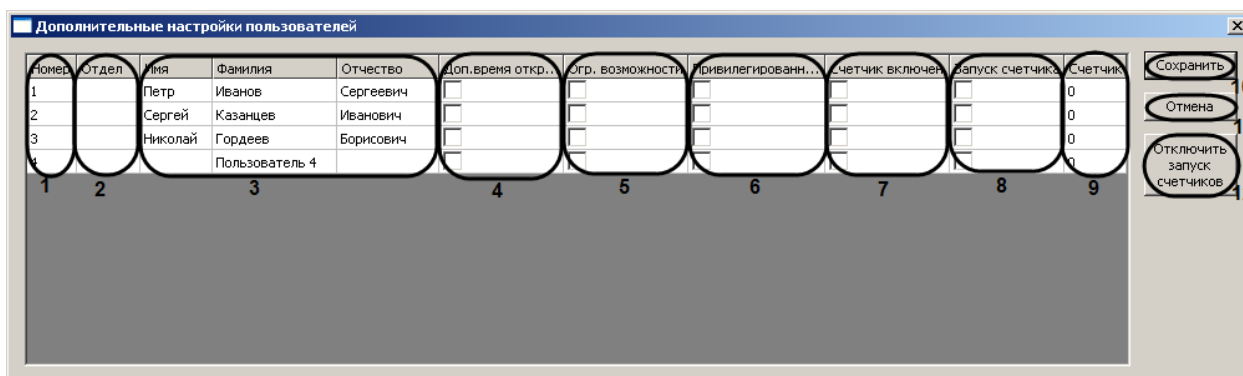 Дополнительные настройки пользователей
Номер Отдел Имя Фамилия Отчество Доп.время откр... Огр. возможности Привилегированн... Счетчик включен Запуск счетчика Счетчик
1 Петр Иванов Сергеевич 0
2 Сергей Казанцев Иванович 0
3 Николай Гордеев Борисович 0
4 Пользователь 4 0
1 2 3 4 5 6 7 8 9
Сохранить
Отмена
Отключить
запуск
счетчиков